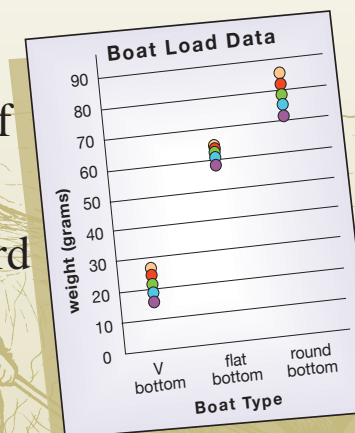 f
rd
Boat Load Data
weight (grams)
90
80
70
60
50
40
30
20
10
0
V bottom
flat bottom
round bottom
Boat Type